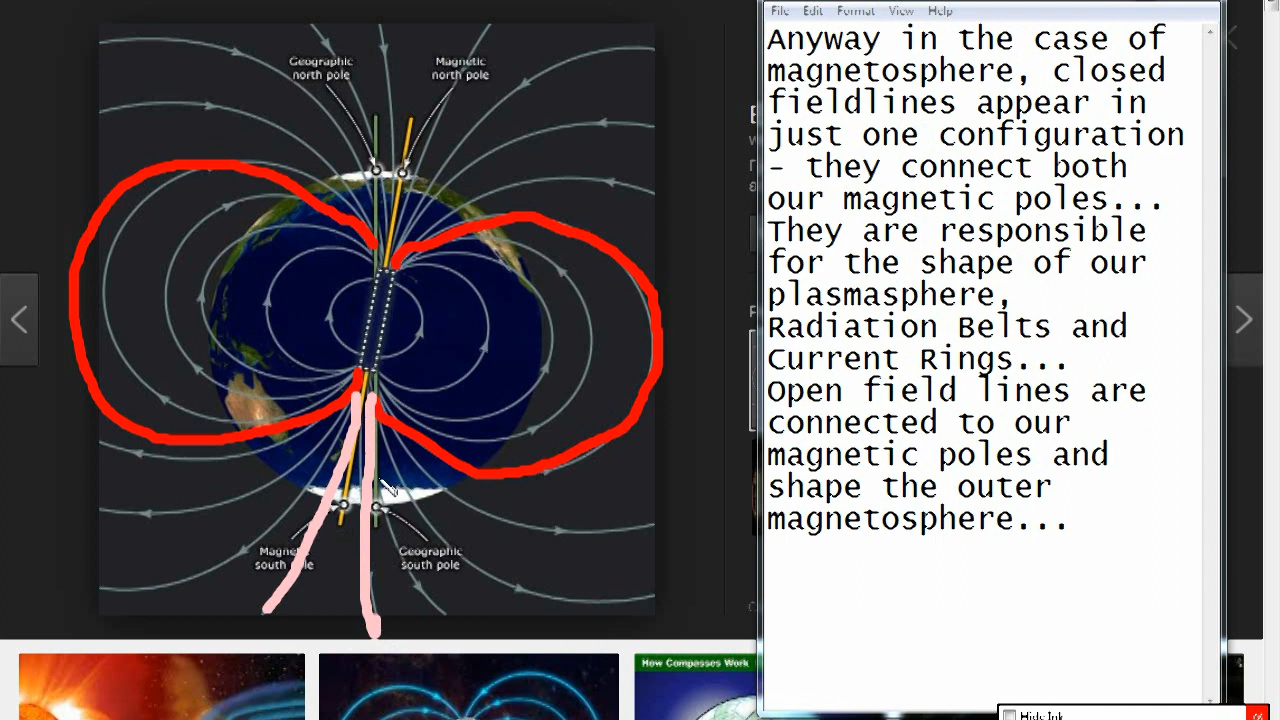 File Edit Format View Help
Anyway in the case of
magnetosphere, closed
fieldlines appear in
just one configuration
- they connect both
our magnetic poles...
They are responsible
for the shape of our
plasmasphere,
Radiation Belts and
Current Rings...
Open field lines are
connected to our
magnetic poles and
shape the outer
magnetosphere...
Geographic
north pole
Magnetic
north pole
Magnetic
south pole
Geographic
south pole
How Compasses Work
Hide Ink